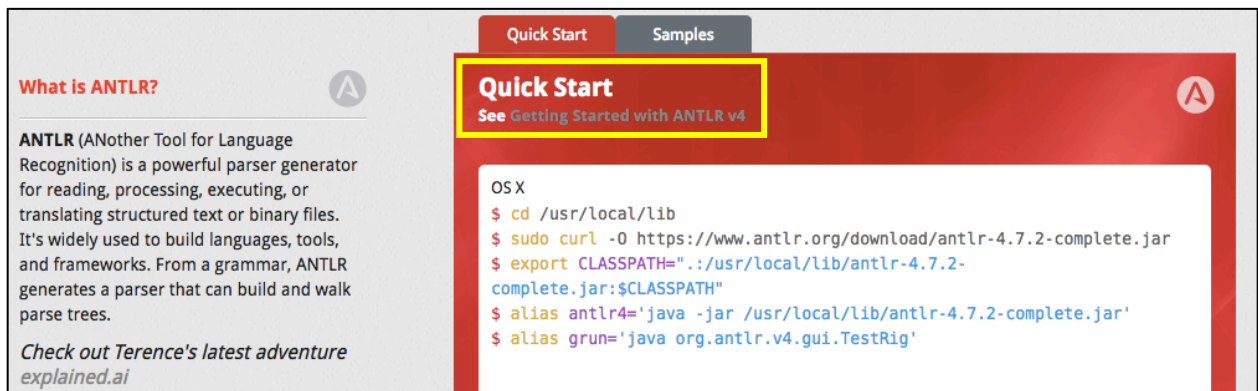 Quick Start
Samples
What is ANTLR?
ANTLR (ANother Tool for Language
Recognition) is a powerful parser generator
for reading, processing, executing, or
translating structured text or binary files.
It's widely used to build languages, tools,
and frameworks. From a grammar, ANTLR
generates a parser that can build and walk
parse trees.
Check out Terence's latest adventure
explained.ai
Quick Start
See Getting Started with ANTLR v4
OS X
$ cd /usr/local/lib
$ sudo curl -O https://www.antlr.org/download/antlr-4.7.2-complete.jar
$ export CLASSPATH=".:/usr/local/lib/antlr-4.7.2-
complete.jar:$CLASSPATH"
$ alias antlr4='java -jar /usr/local/lib/antlr-4.7.2-complete.jar'
$ alias grun='java org.antlr.v4.gui.TestRig'